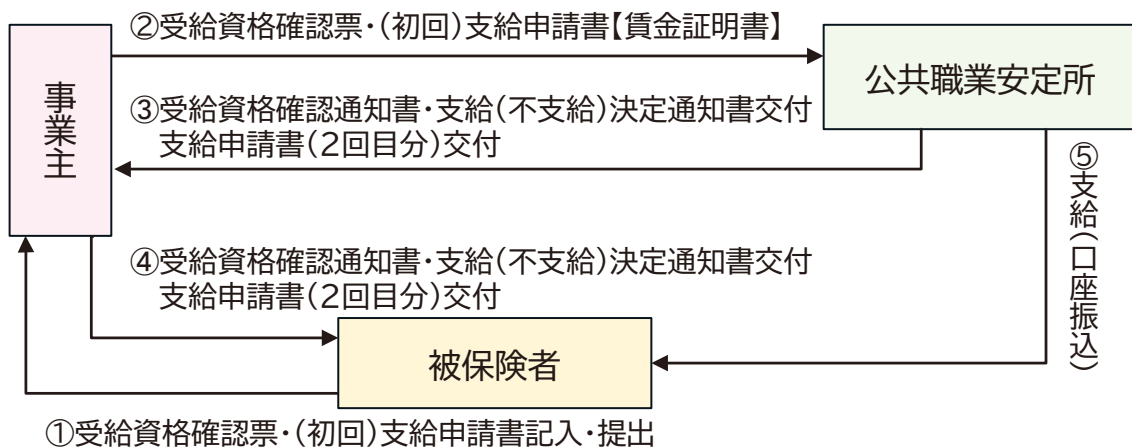 ②受給資格確認票・(初回)支給申請書【賃金証明書】
事業主
公共職業安定所
③受給資格確認通知書・支給(不支給)決定通知書交付
支給申請書(2回目分)交付
⑤支給(口座振込)
④受給資格確認通知書・支給(不支給)決定通知書交付
支給申請書(2回目分)交付
被保険者
①受給資格確認票・(初回)支給申請書記入・提出